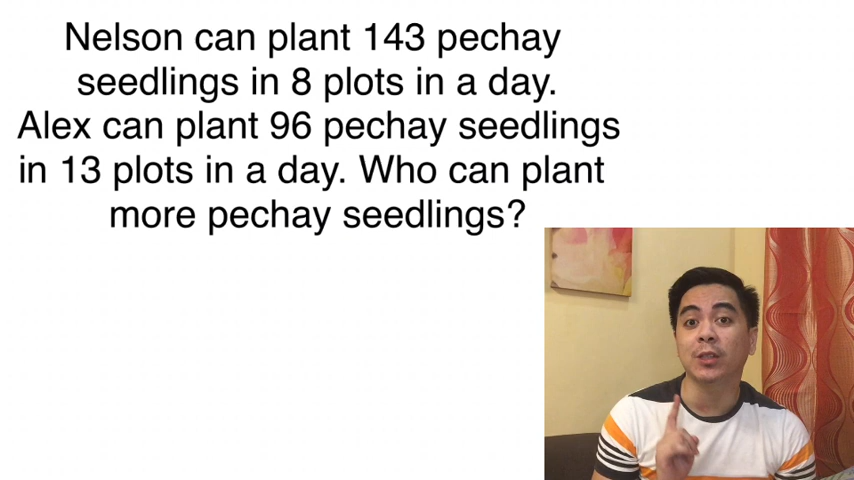 Nelson can plant 143 pechay
seedlings in 8 plots in a day.
Alex can plant 96 pechay seedlings
in 13 plots in a day. Who can plant
more pechay seedlings?